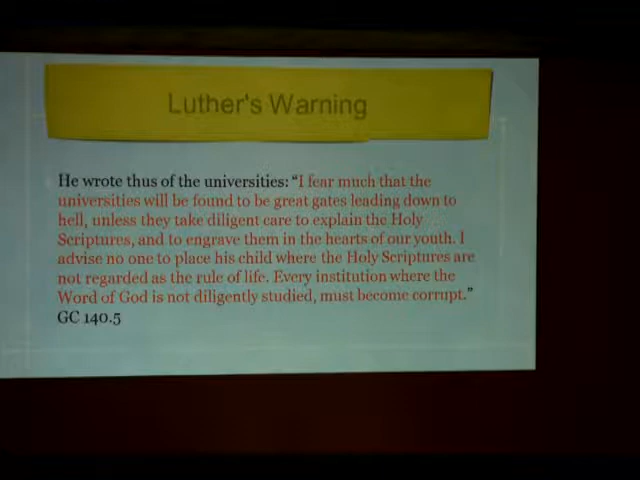 Luther's Warning
He wrote thus of the universities: “I fear much that the
universities will be found to be great gates leading down to
hell, unless they take diligent care to explain the Holy
Scriptures, and to engrave them in the hearts of our youth. I
advise no one to place his child where the Holy Scriptures are
not regarded as the rule of life. Every institution where the
Word of God is not diligently studied, must become corrupt.”
GC 140.5